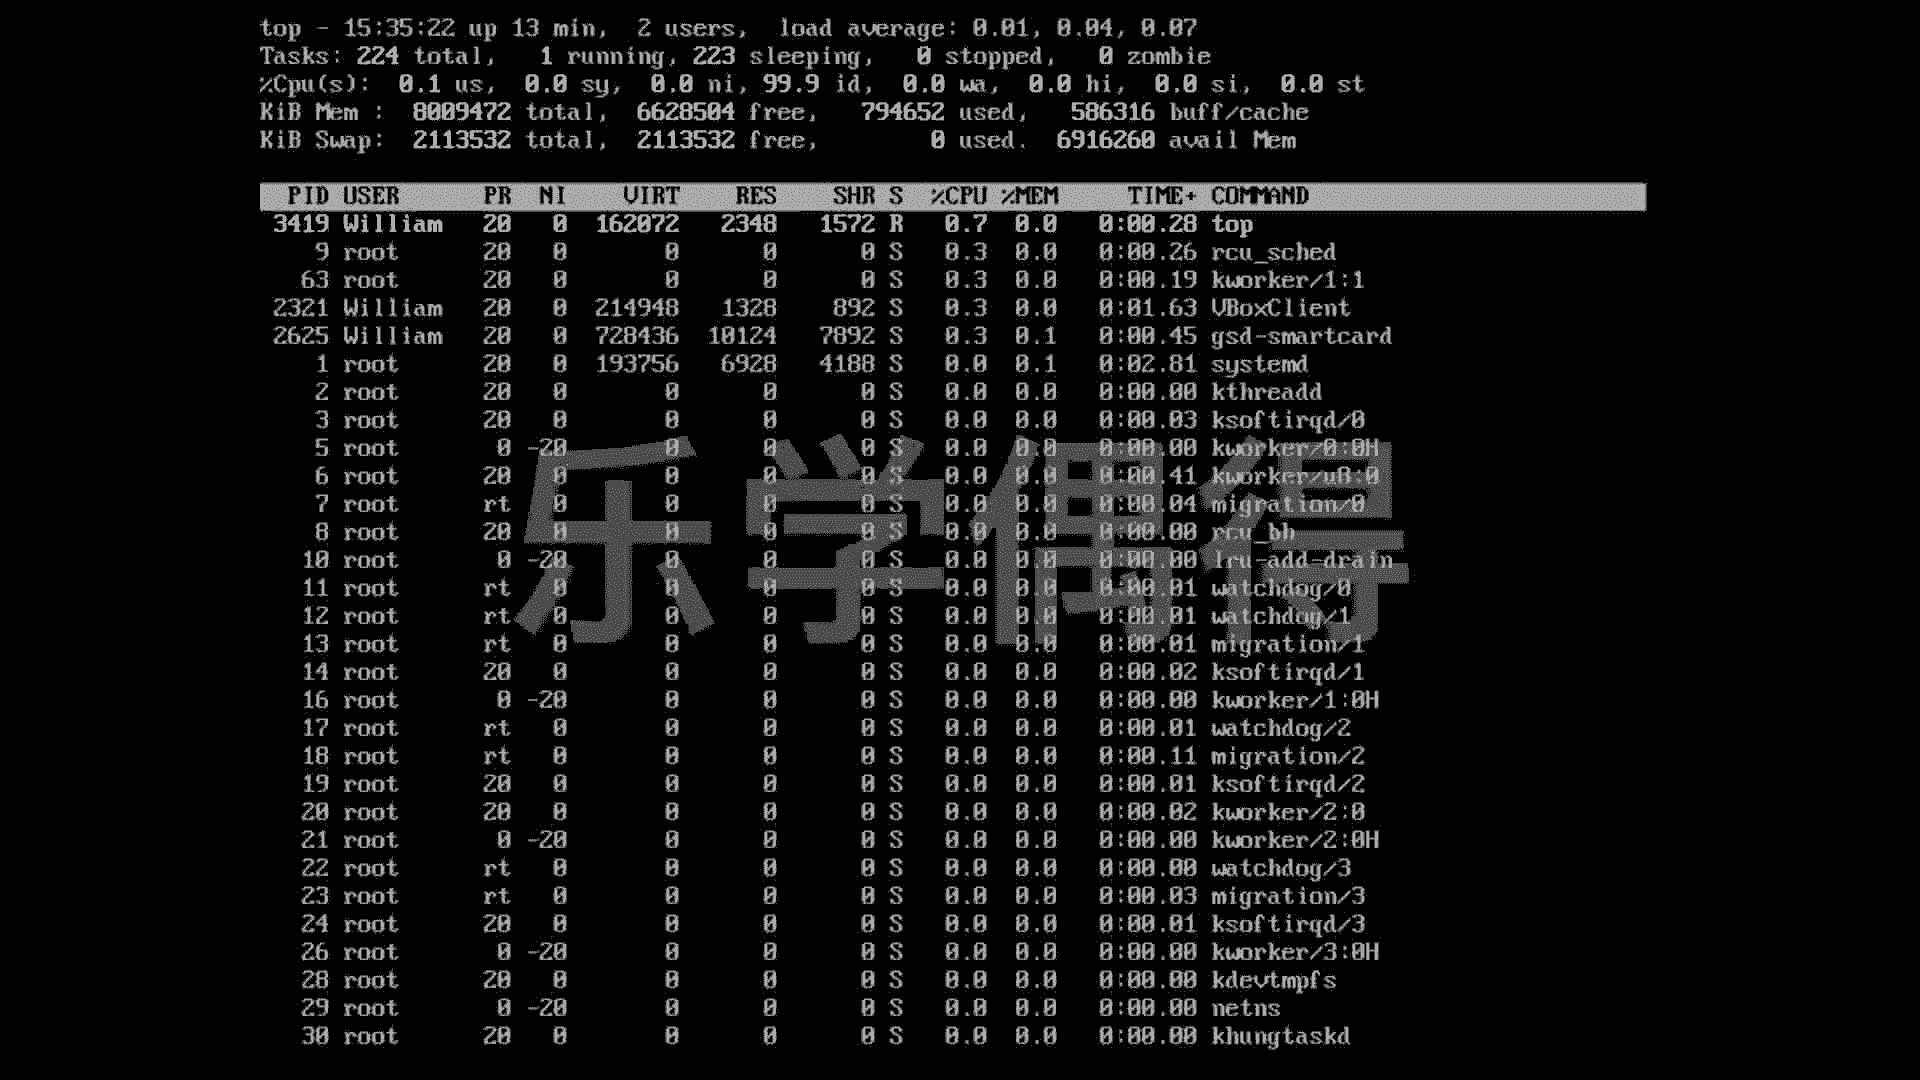 top - 15:35:22 up 13 min,  2 users,  load average: 0.01, 0.04, 0.07
Tasks: 224 total,   1 running, 223 sleeping,   0 stopped,   0 zombie
%Cpu(s):  0.1 us,  0.0 sy,  0.0 ni, 99.9 id,  0.0 wa,  0.0 hi,  0.0 si,  0.0 st
KiB Mem :  8009472 total,  6628504 free,   794652 used,   586316 buff/cache
KiB Swap:  2113532 total,  2113532 free,        0 used.  6916260 avail Mem
PID USER      PR  NI    VIRT    RES    SHR S  %CPU %MEM     TIME+ COMMAND
3419 William   20   0  162072   2348   1572 R   0.7  0.0   0:00.28 top
9 root      20   0       0      0      0 S   0.3  0.0   0:00.26 rcu_sched
63 root      20   0       0      0      0 S   0.3  0.0   0:00.19 kworker/1:1
2321 William   20   0  214948   1328    892 S   0.3  0.0   0:01.63 VBoxClient
2625 William   20   0  728436  10124   7892 S   0.3  0.1   0:00.45 gsd-smartcard
1 root      20   0  193756   6928   4188 S   0.0  0.1   0:02.81 systemd
2 root      20   0       0      0      0 S   0.0  0.0   0:00.00 kthreadd
3 root      20   0       0      0      0 S   0.0  0.0   0:00.03 ksoftirqd/0
5 root       0 -20       0      0      0 S   0.0  0.0   0:00.00 kworker/0:0H
6 root      20   0       0      0      0 S   0.0  0.0   0:00.41 kworker/u8:0
7 root      rt   0       0      0      0 S   0.0  0.0   0:00.04 migration/0
8 root      20   0       0      0      0 S   0.0  0.0   0:00.00 rcu_bh
10 root       0 -20       0      0      0 S   0.0  0.0   0:00.00 lru-add-drain
11 root      rt   0       0      0      0 S   0.0  0.0   0:00.01 watchdog/0
12 root      rt   0       0      0      0 S   0.0  0.0   0:00.01 watchdog/1
13 root      rt   0       0      0      0 S   0.0  0.0   0:00.01 migration/1
14 root      20   0       0      0      0 S   0.0  0.0   0:00.02 ksoftirqd/1
16 root       0 -20       0      0      0 S   0.0  0.0   0:00.00 kworker/1:0H
17 root      rt   0       0      0      0 S   0.0  0.0   0:00.01 watchdog/2
18 root      rt   0       0      0      0 S   0.0  0.0   0:00.11 migration/2
19 root      20   0       0      0      0 S   0.0  0.0   0:00.01 ksoftirqd/2
20 root      20   0       0      0      0 S   0.0  0.0   0:00.02 kworker/2:0
21 root       0 -20       0      0      0 S   0.0  0.0   0:00.00 kworker/2:0H
22 root      rt   0       0      0      0 S   0.0  0.0   0:00.00 watchdog/3
23 root      rt   0       0      0      0 S   0.0  0.0   0:00.03 migration/3
24 root      20   0       0      0      0 S   0.0  0.0   0:00.01 ksoftirqd/3
26 root       0 -20       0      0      0 S   0.0  0.0   0:00.00 kworker/3:0H
28 root      20   0       0      0      0 S   0.0  0.0   0:00.00 kdevtmpfs
29 root       0 -20       0      0      0 S   0.0  0.0   0:00.00 netns
30 root      20   0       0      0      0 S   0.0  0.0   0:00.00 khungtaskd
乐学偶得